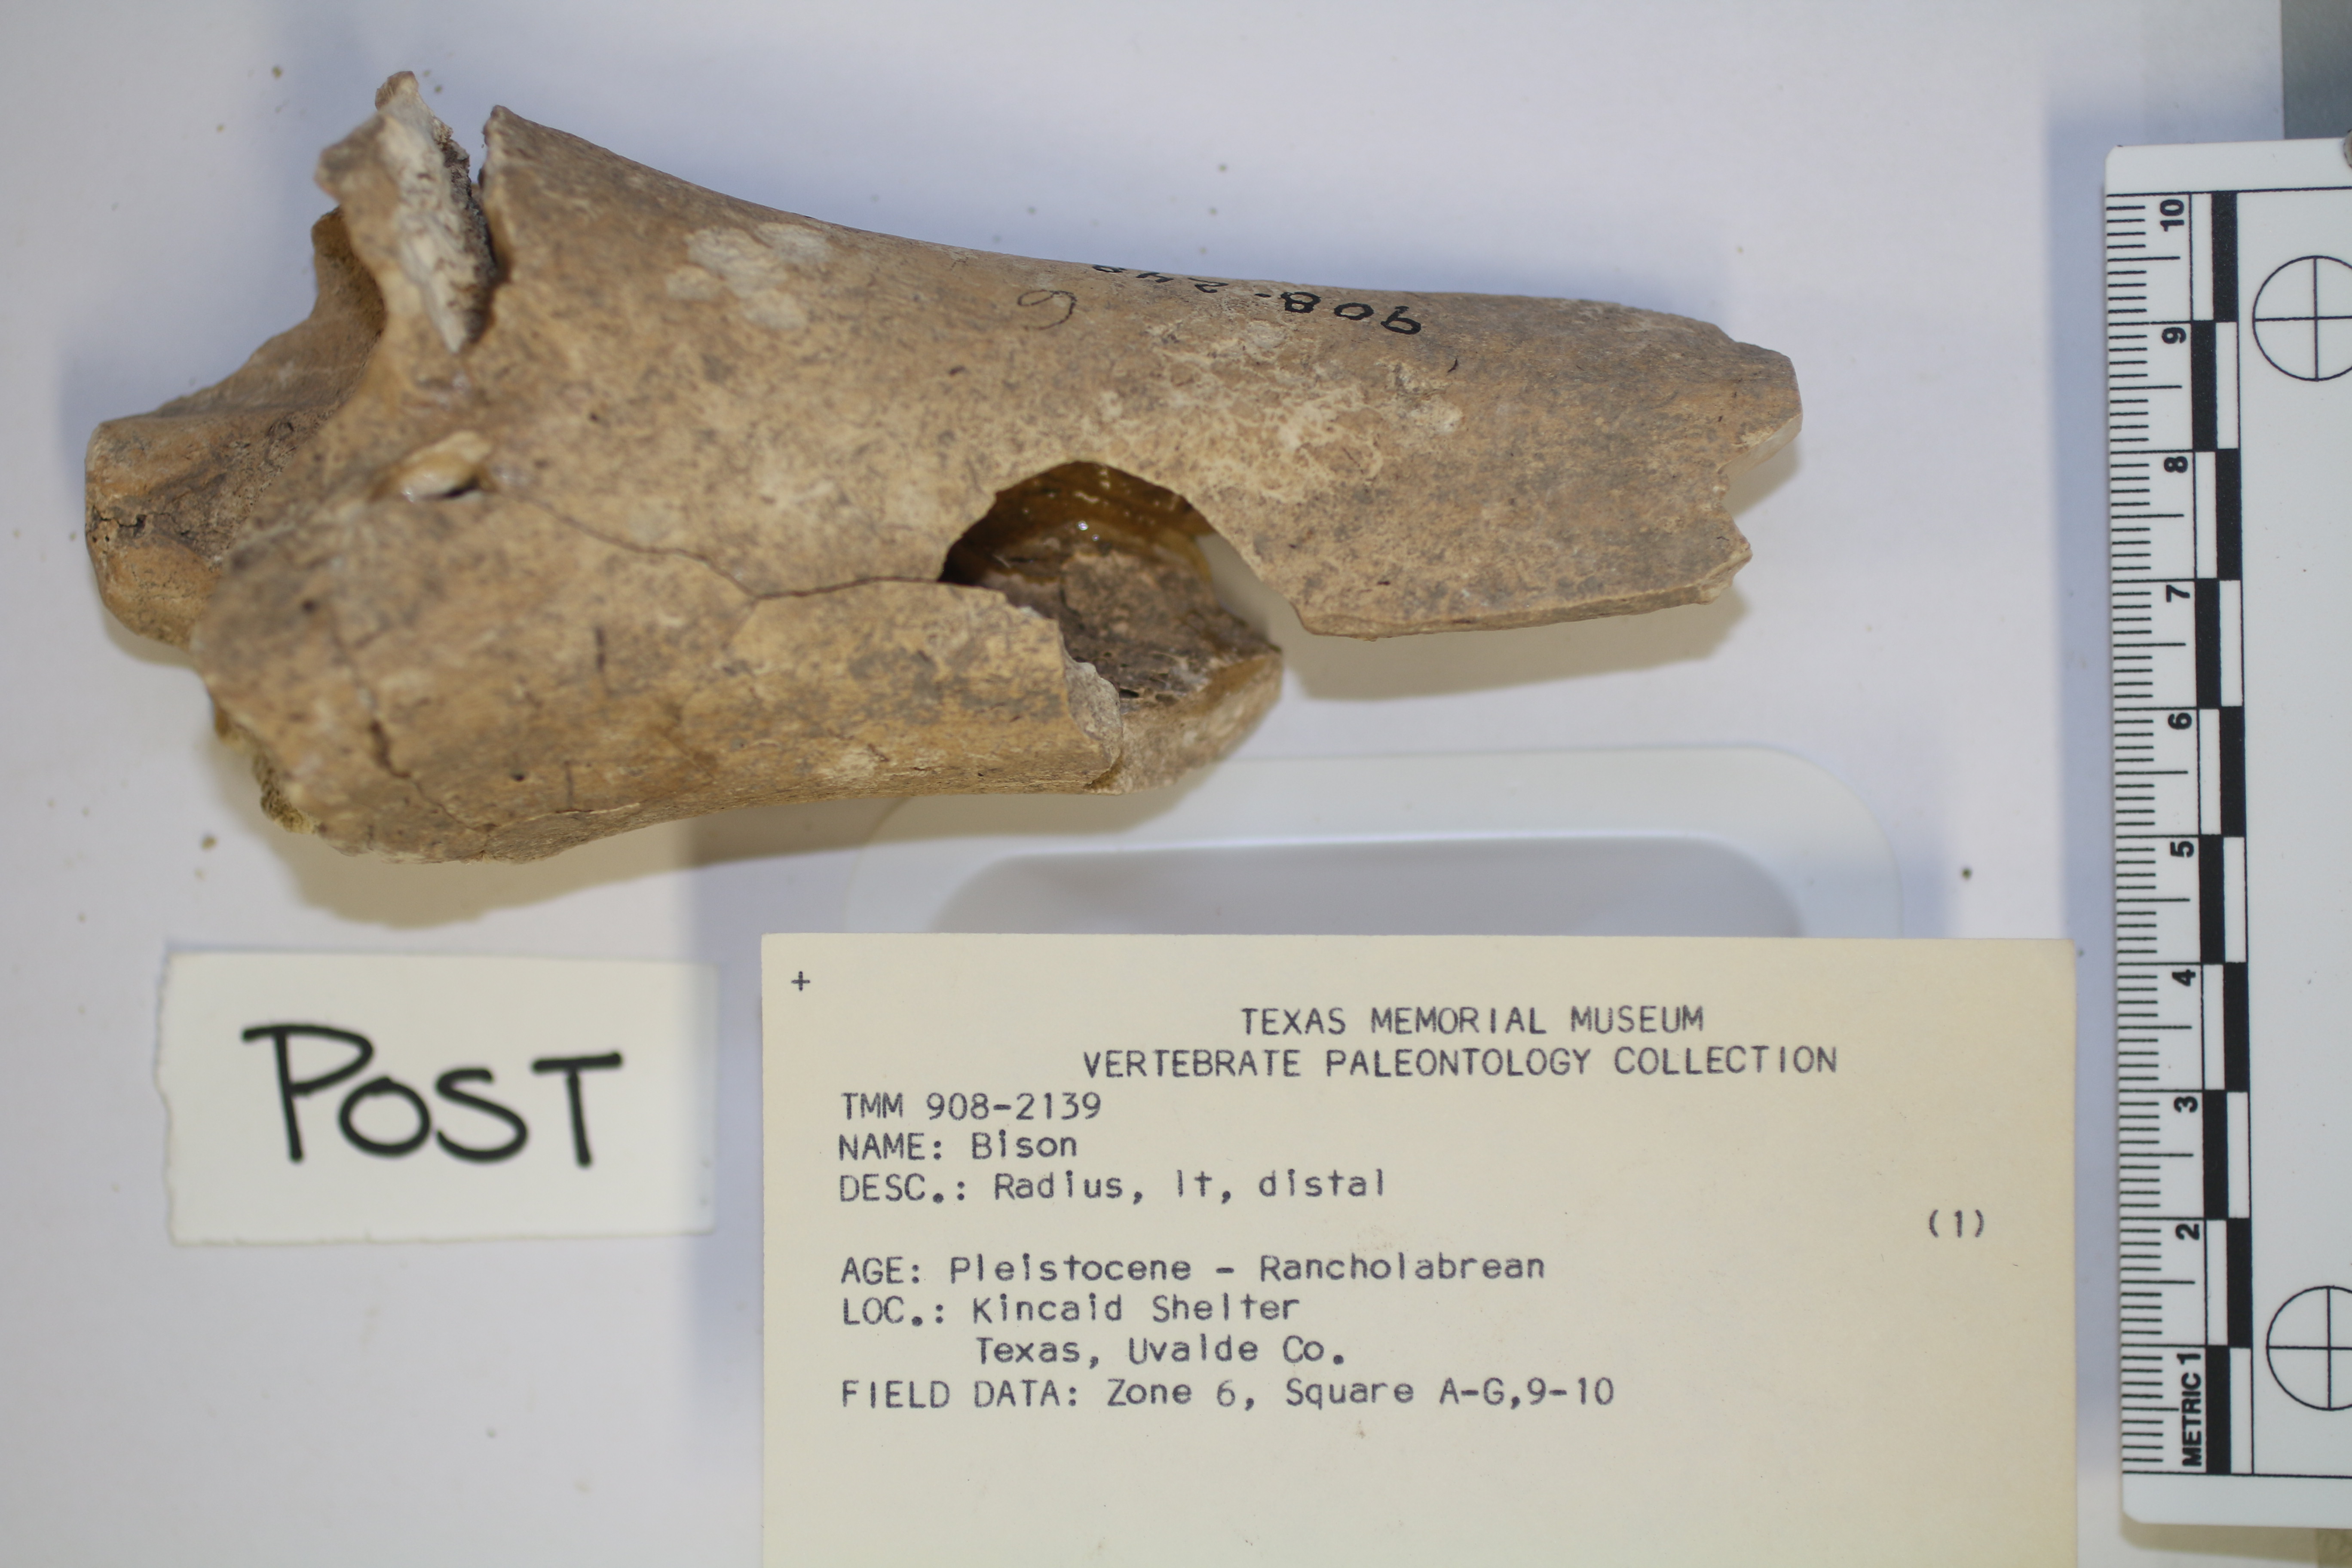 908-24
6
POST
+
TEXAS MEMORIAL MUSEUM
VERTEBRATE PALEONTOLOGY COLLECTION
TMM 908-2139
NAME: Bison
DESC.: Radius, lt, distal
(1)
AGE: Pleistocene - Rancholabrean
LOC.: Kincaid Shelter
Texas, Uvalde Co.
FIELD DATA: Zone 6, Square A-G,9-10
10
9
8
7
6
5
4
3
2
METRIC 1